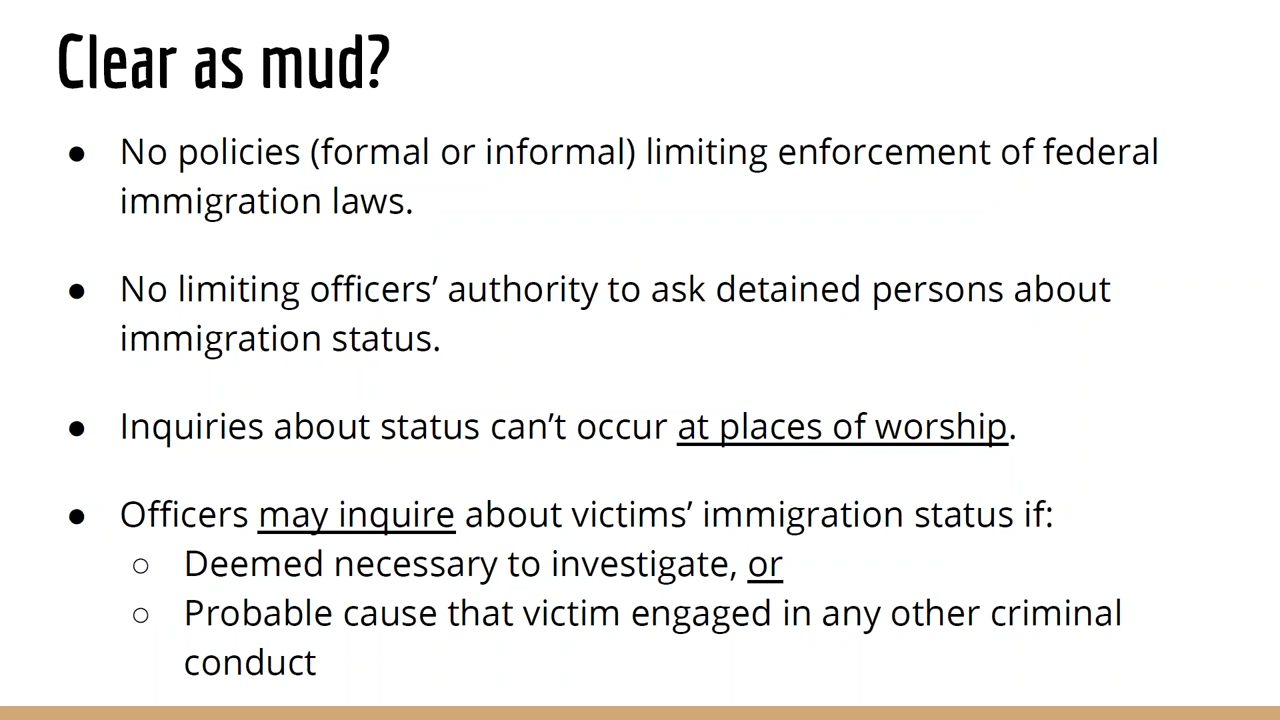 Clear as mud?
● No policies (formal or informal) limiting enforcement of federal
immigration laws.
● No limiting officers’ authority to ask detained persons about
immigration status.
● Inquiries about status can’t occur at places of worship.
● Officers may inquire about victims’ immigration status if:
○ Deemed necessary to investigate, or
○ Probable cause that victim engaged in any other criminal
conduct